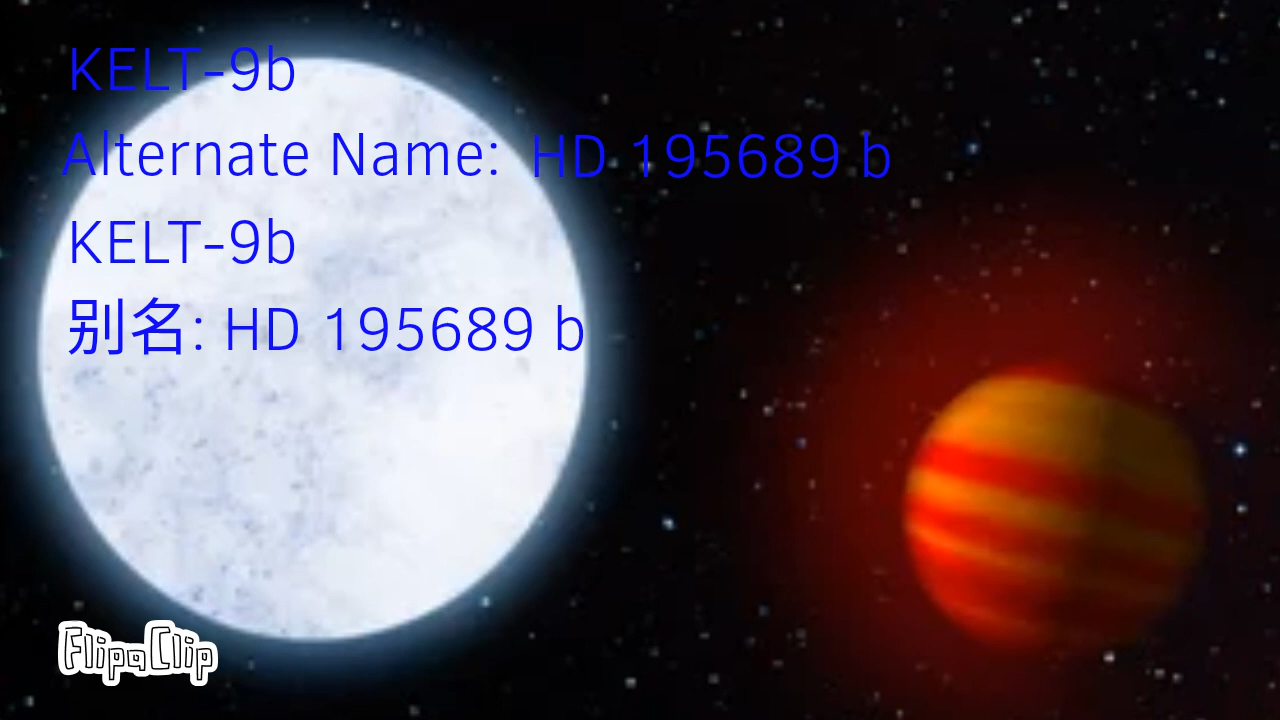 KELT-9b
Alternate Name: HD 195689 b
KELT-9b
别名: HD 195689 b
FlipaClip